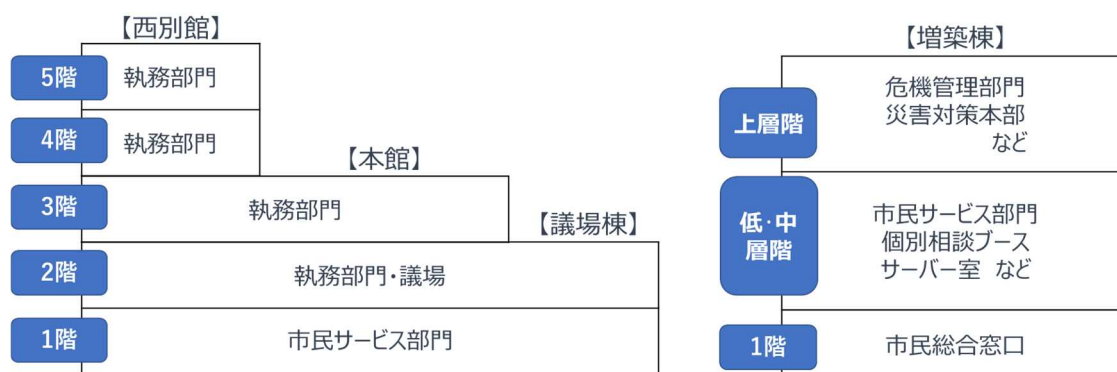 【西別館】
5階 執務部門
4階 執務部門
【本館】
3階 執務部門
【議場棟】
2階 執務部門・議場
1階 市民サービス部門
【増築棟】
上層階
危機管理部門
災害対策本部
など
低・中
層階
市民サービス部門
個別相談ブース
サーバー室 など
1階 市民総合窓口